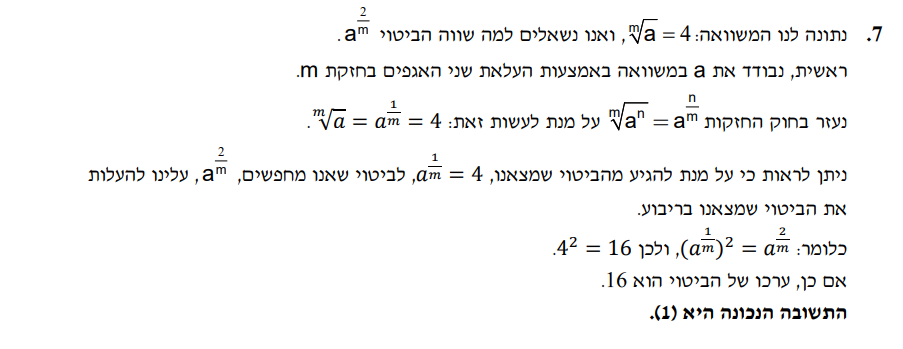 7. נתונה לנו המשוואה: $\sqrt[m]{a} = 4$, ואנו נשאלים למה שווה הביטוי $a^{\frac{2}{m}}$.
ראשית, נבודד את a במשוואה באמצעות העלאת שני האגפים בחזקת m.
נעזר בחוק החזקות $\sqrt[m]{a^n} = a^{\frac{n}{m}}$ על מנת לעשות זאת: $\sqrt[m]{a} = a^{\frac{1}{m}} = 4$.
ניתן לראות כי על מנת להגיע מהביטוי שמצאנו, $a^{\frac{1}{m}} = 4$, לביטוי שאנו מחפשים, $a^{\frac{2}{m}}$, עלינו להעלות
את הביטוי שמצאנו בריבוע.
כלומר: $(a^{\frac{1}{m}})^2 = a^{\frac{2}{m}}$, ולכן $4^2 = 16$.
אם כן, ערכו של הביטוי הוא 16.
התשובה הנכונה היא (1).